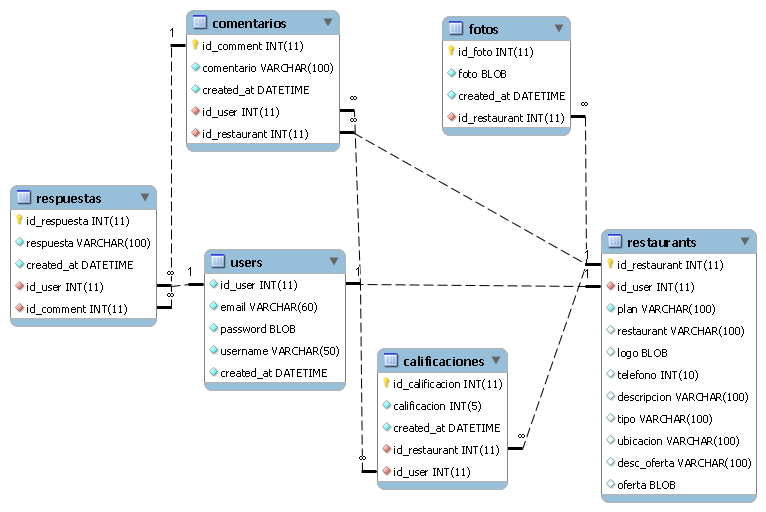 comentarios
id_comment INT(11)
comentario VARCHAR(100)
created_at DATETIME
id_user INT(11)
id_restaurant INT(11)
1
∞
∞
fotos
id_foto INT(11)
foto BLOB
created_at DATETIME
id_restaurant INT(11)
∞
respuestas
id_respuesta INT(11)
respuesta VARCHAR(100)
created_at DATETIME
id_user INT(11)
id_comment INT(11)
∞
∞
users
id_user INT(11)
email VARCHAR(60)
password BLOB
username VARCHAR(50)
created_at DATETIME
1
1
calificaciones
id_calificacion INT(11)
calificacion INT(5)
created_at DATETIME
id_restaurant INT(11)
id_user INT(11)
∞
∞
restaurants
id_restaurant INT(11)
id_user INT(11)
plan VARCHAR(100)
restaurant VARCHAR(100)
logo BLOB
telefono INT(10)
descripcion VARCHAR(100)
tipo VARCHAR(100)
ubicacion VARCHAR(100)
desc_oferta VARCHAR(100)
oferta BLOB
1
1